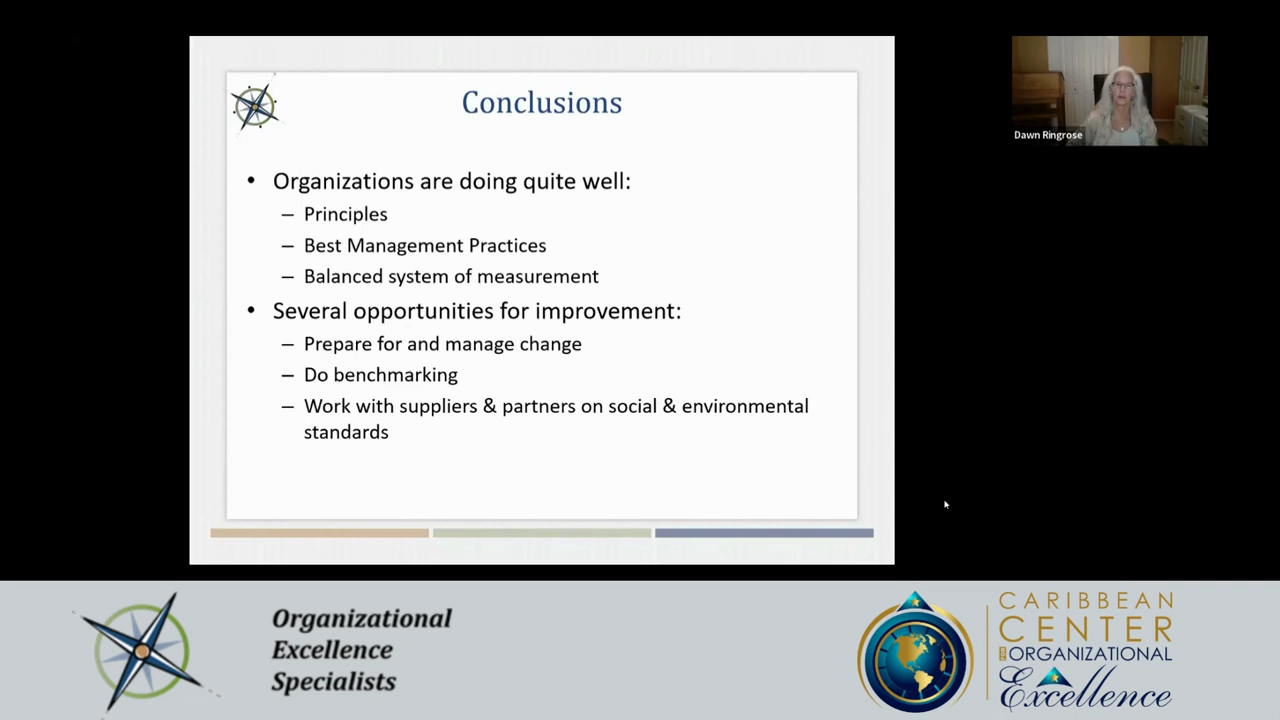 Conclusions
• Organizations are doing quite well:
– Principles
– Best Management Practices
– Balanced system of measurement
• Several opportunities for improvement:
– Prepare for and manage change
– Do benchmarking
– Work with suppliers & partners on social & environmental
standards
Dawn Ringrose
Organizational
Excellence
Specialists
CARIBBEAN
CENTER
FOR ORGANIZATIONAL
Excellence